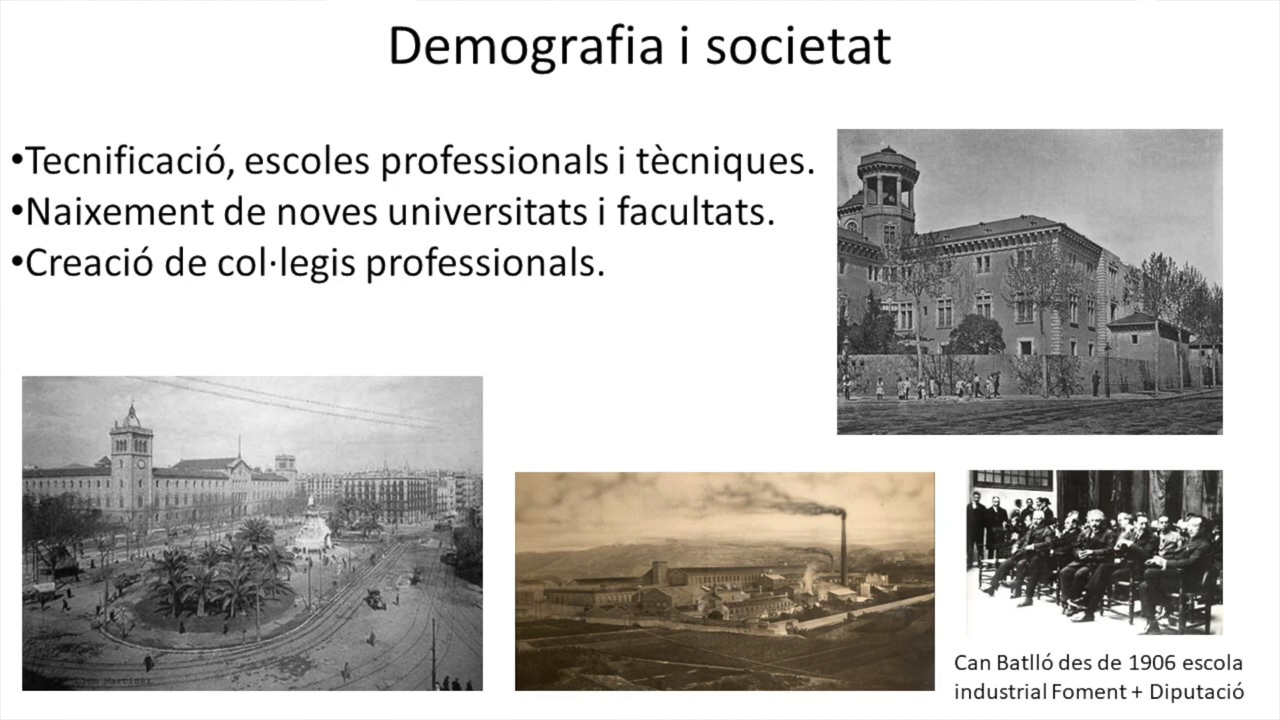 Demografia i societat
•Tecnificació, escoles professionals i tècniques.
•Naixement de noves universitats i facultats.
•Creació de col·legis professionals.
Can Batlló des de 1906 escola
industrial Foment + Diputació